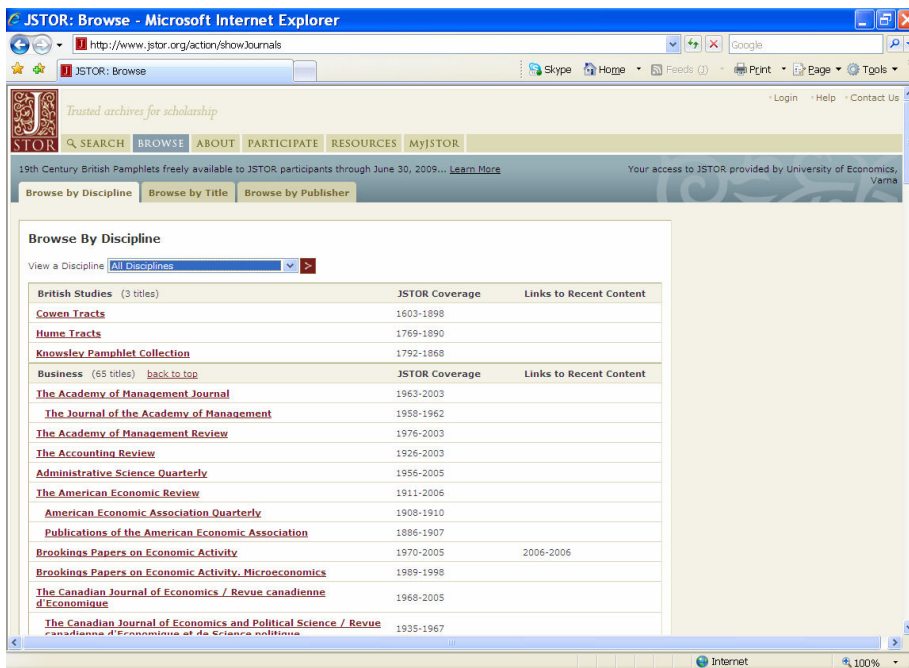 JSTOR: Browse - Microsoft Internet Explorer
http://www.jstor.org/action/showJournals
Google
JSTOR: Browse
Skype Home Feeds (J) Print Page Tools
Login Help Contact Us
Trusted archives for scholarship
JSTOR
SEARCH BROWSE ABOUT PARTICIPATE RESOURCES MyJSTOR
19th Century British Pamphlets freely available to JSTOR participants through June 30, 2009... Learn More
Your access to JSTOR provided by University of Economics,
Varna
Browse by Discipline Browse by Title Browse by Publisher
Browse By Discipline
View a Discipline All Disciplines >
British Studies (3 titles) JSTOR Coverage Links to Recent Content
Cowen Tracts 1603-1898
Hume Tracts 1769-1890
Knowsley Pamphlet Collection 1792-1868
Business (65 titles) back to top JSTOR Coverage Links to Recent Content
The Academy of Management Journal 1963-2003
The Journal of the Academy of Management 1958-1962
The Academy of Management Review 1976-2003
The Accounting Review 1926-2003
Administrative Science Quarterly 1956-2005
The American Economic Review 1911-2006
American Economic Association Quarterly 1908-1910
Publications of the American Economic Association 1886-1907
Brookings Papers on Economic Activity 1970-2005 2006-2006
Brookings Papers on Economic Activity. Microeconomics 1989-1998
The Canadian Journal of Economics / Revue canadienne
d'Economique 1968-2005
The Canadian Journal of Economics and Political Science / Revue
canadienne d'Economique et de Science politique 1935-1967
Internet 100%